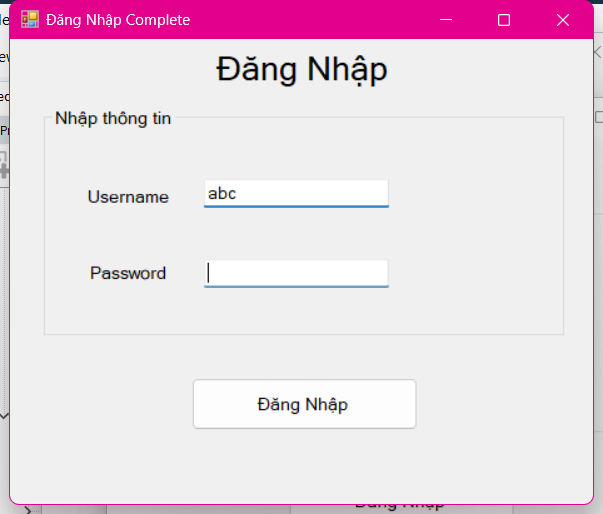 Đăng Nhập Complete
Đăng Nhập
Nhập thông tin
Username
abc
Password
Đăng Nhập
Đăng Nhập